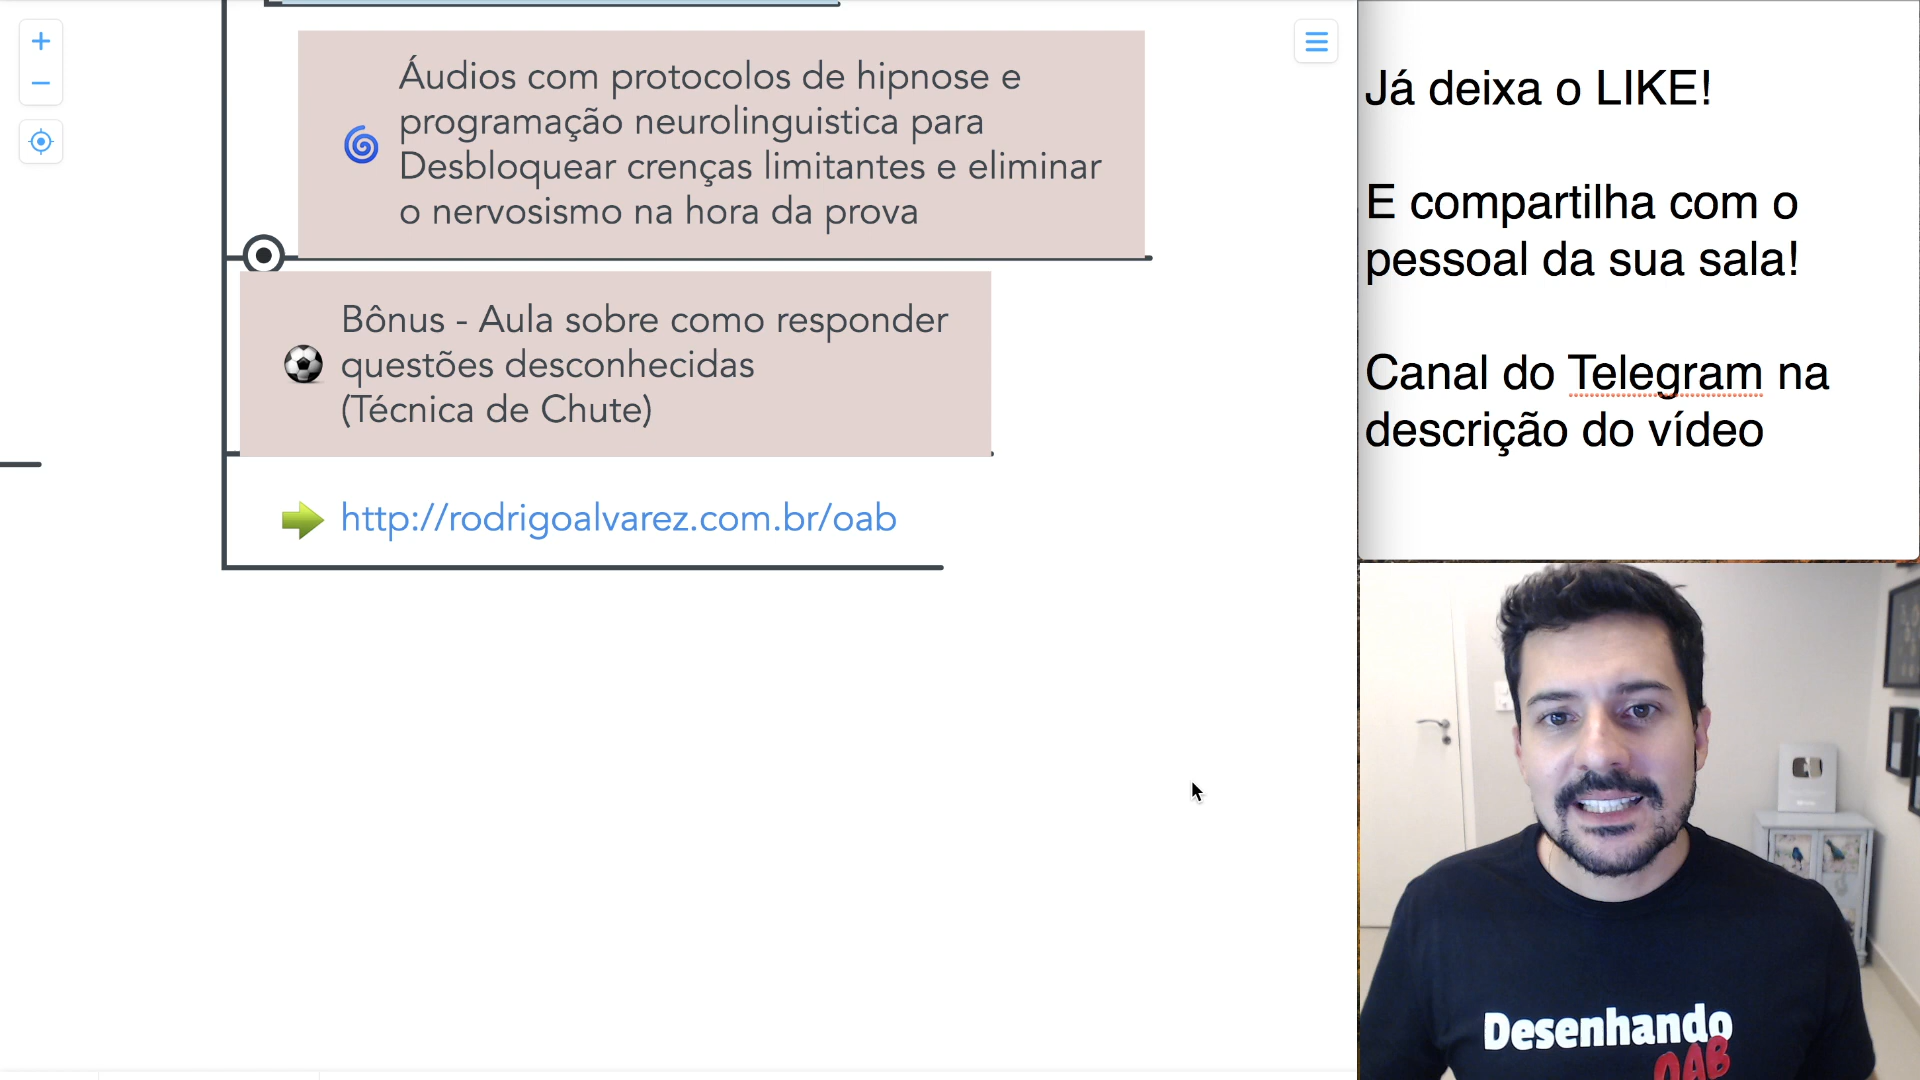 Áudios com protocolos de hipnose e
programação neurolinguistica para
Desbloquear crenças limitantes e eliminar
o nervosismo na hora da prova
Bônus - Aula sobre como responder
questões desconhecidas
(Técnica de Chute)
http://rodrigoalvarez.com.br/oab
Já deixa o LIKE!
E compartilha com o
pessoal da sua sala!
Canal do Telegram na
descrição do vídeo
Desenhando
OAB